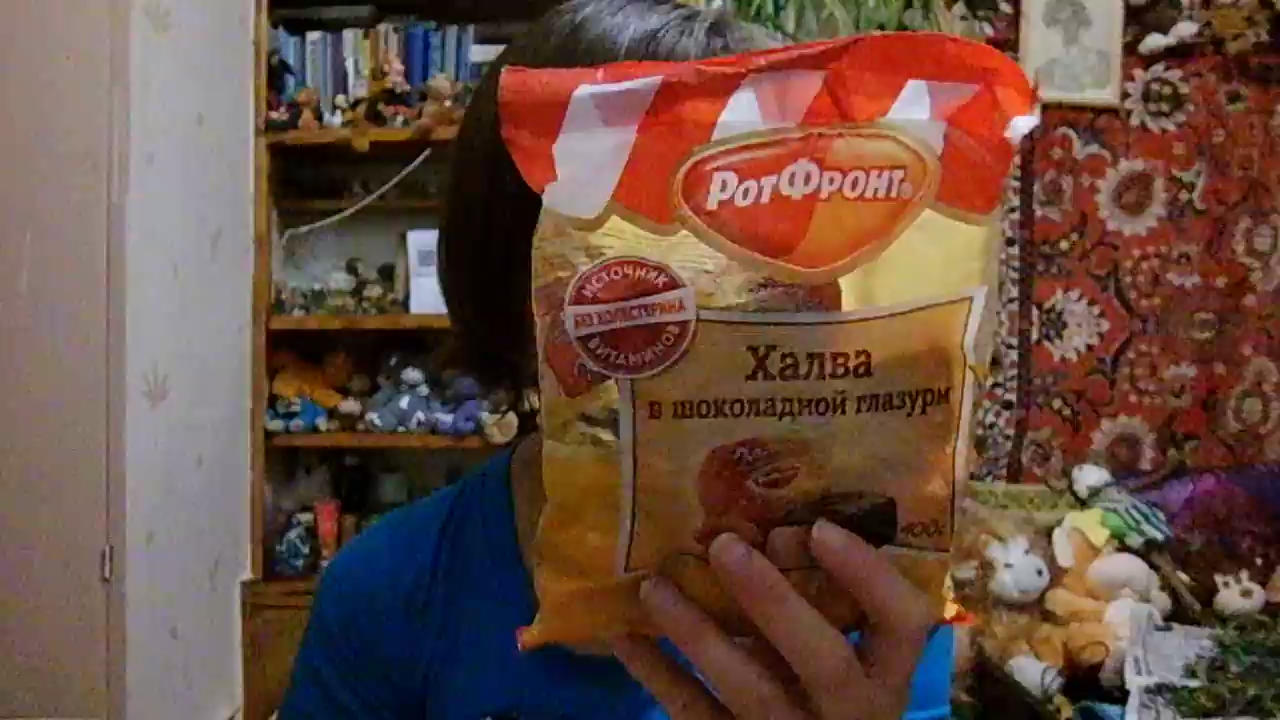 РотФронт
ИСТОЧНИК
БЕЗ ХОЛЕСТЕРИНА
ВИТАМИНОВ
Халва
в шоколадной глазури
400г